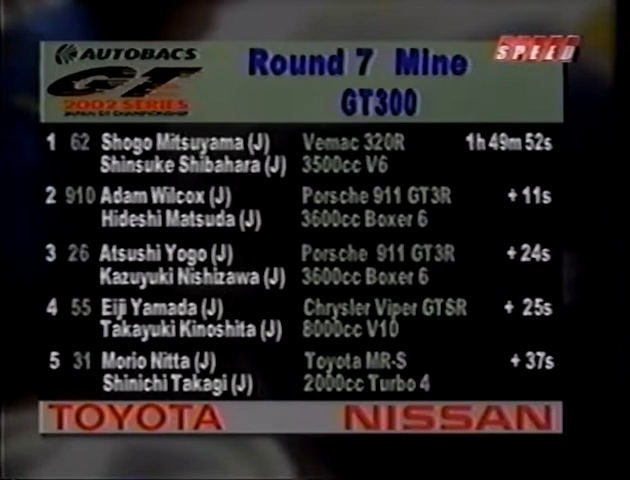 AUTOBACS
GT
2002 SERIES
JAPAN GT CHAMPIONSHIP
Round 7 Mine
GT300
SPEED
1 62 Shogo Mitsuyama (J) Vemac 320R 1h 49m 52s
Shinsuke Shibahara (J) 3500cc V6
2 910 Adam Wilcox (J) Porsche 911 GT3R + 11s
Hideshi Matsuda (J) 3600cc Boxer 6
3 26 Atsushi Yogo (J) Porsche 911 GT3R + 24s
Kazuyuki Nishizawa (J) 3600cc Boxer 6
4 55 Eiji Yamada (J) Chrysler Viper GTSR + 25s
Takayuki Kinoshita (J) 8000cc V10
5 31 Morio Nitta (J) Toyota MR-S + 37s
Shinichi Takagi (J) 2000cc Turbo 4
TOYOTA NISSAN